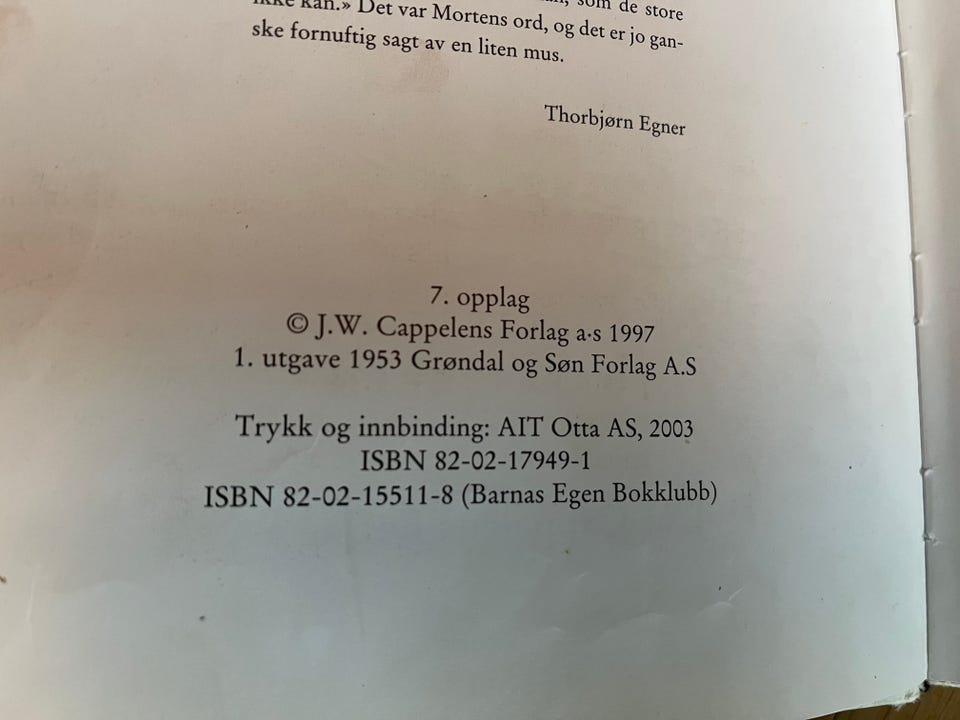 ikke kan.» Det var Mortens ord, og det er jo gan-
ske fornuftig sagt av en liten mus.
Thorbjørn Egner
7. opplag
© J.W. Cappelens Forlag a·s 1997
1. utgave 1953 Grøndal og Søn Forlag A.S
Trykk og innbinding: AIT Otta AS, 2003
ISBN 82-02-17949-1
ISBN 82-02-15511-8 (Barnas Egen Bokklubb)